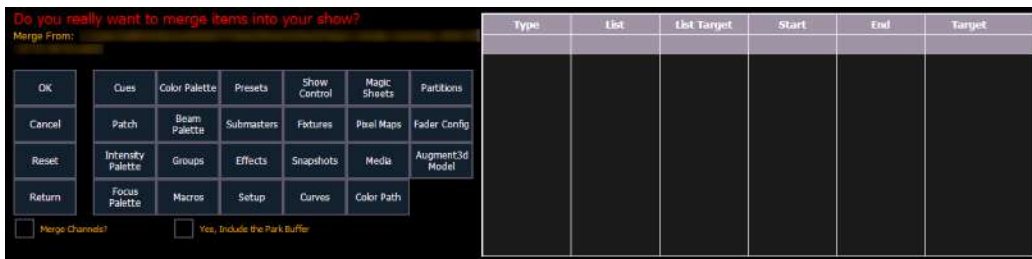 Do you really want to merge items into your show?
Merge From:
Type List List Target Start End Target
OK Cues Color Palette Presets Show Control Magic Sheets Partitions
Cancel Patch Beam Palette Submasters Fixtures Pixel Maps Fader Config
Reset Intensity Palette Groups Effects Snapshots Media Augment3d Model
Return Focus Palette Macros Setup Curves Color Path
Merge Channels? Yes, Include the Park Buffer